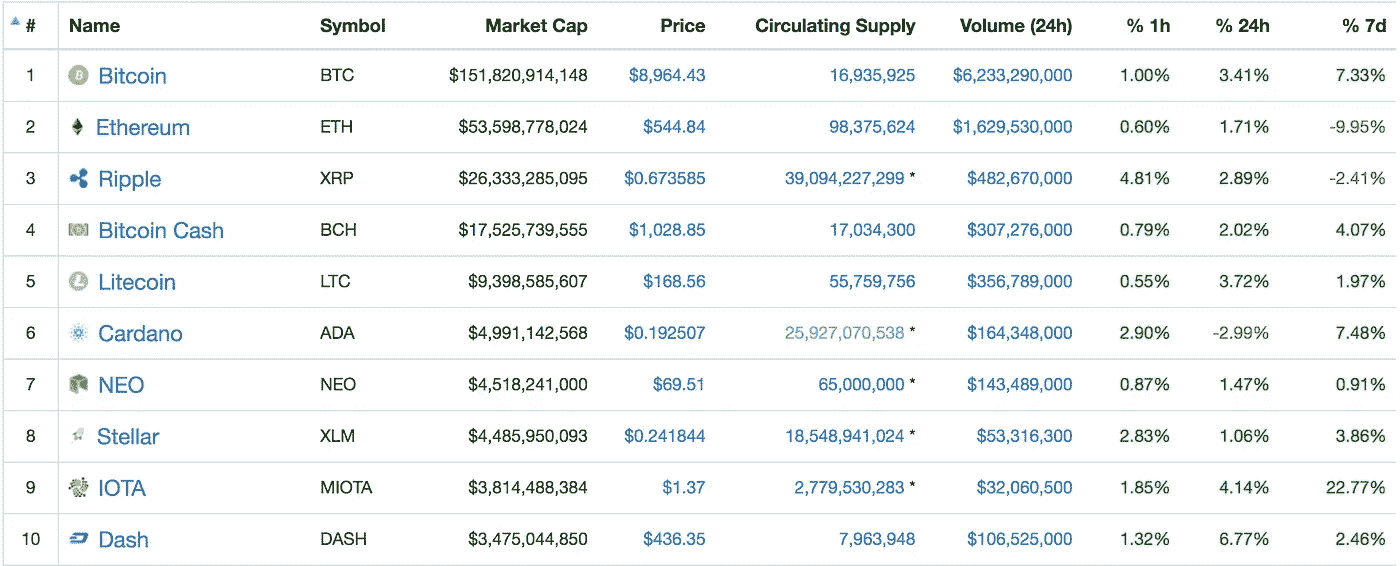 # Name Symbol Market Cap Price Circulating Supply Volume (24h) % 1h % 24h % 7d
1 Bitcoin BTC $151,820,914,148 $8,964.43 16,935,925 $6,233,290,000 1.00% 3.41% 7.33%
2 Ethereum ETH $53,598,778,024 $544.84 98,375,624 $1,629,530,000 0.60% 1.71% -9.95%
3 Ripple XRP $26,333,285,095 $0.673585 39,094,227,299 * $482,670,000 4.81% 2.89% -2.41%
4 Bitcoin Cash BCH $17,525,739,555 $1,028.85 17,034,300 $307,276,000 0.79% 2.02% 4.07%
5 Litecoin LTC $9,398,585,607 $168.56 55,759,756 $356,789,000 0.55% 3.72% 1.97%
6 Cardano ADA $4,991,142,568 $0.192507 25,927,070,538 * $164,348,000 2.90% -2.99% 7.48%
7 NEO NEO $4,518,241,000 $69.51 65,000,000 * $143,489,000 0.87% 1.47% 0.91%
8 Stellar XLM $4,485,950,093 $0.241844 18,548,941,024 * $53,316,300 2.83% 1.06% 3.86%
9 IOTA MIOTA $3,814,488,384 $1.37 2,779,530,283 * $32,060,500 1.85% 4.14% 22.77%
10 Dash DASH $3,475,044,850 $436.35 7,963,948 $106,525,000 1.32% 6.77% 2.46%